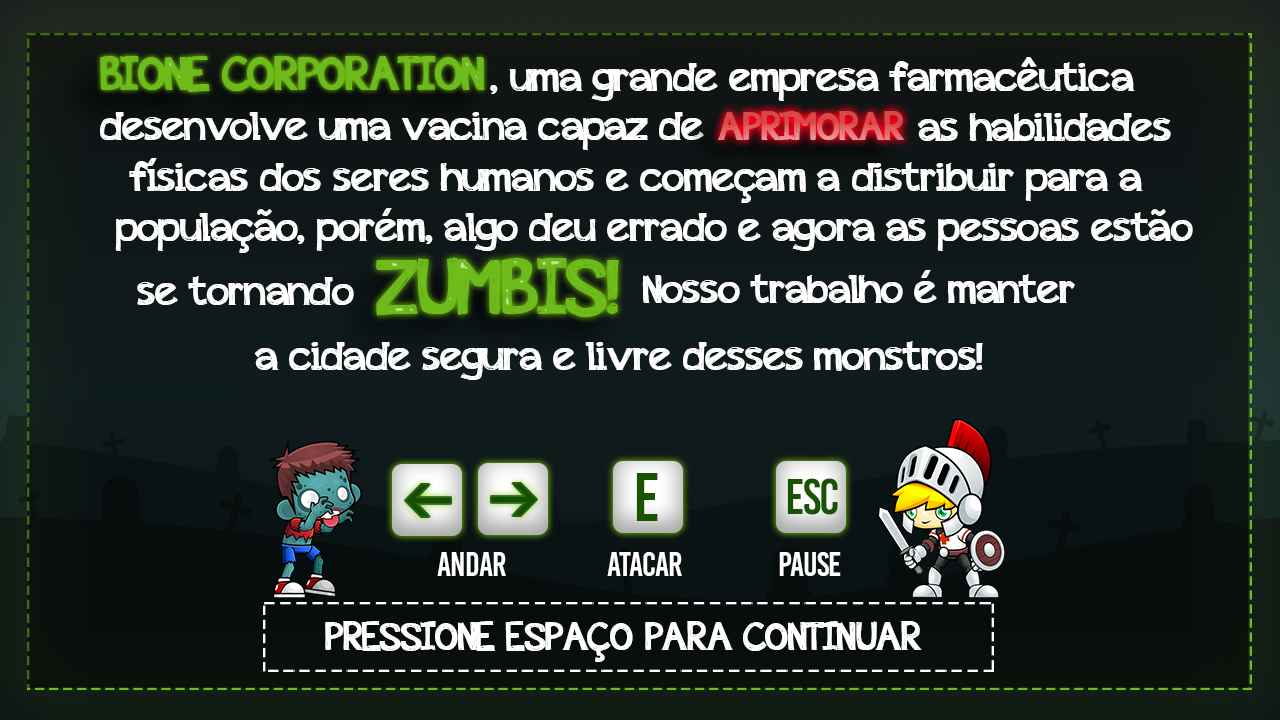 BIONE CORPORATION, uma grande empresa farmacêutica
desenvolve uma vacina capaz de APRIMORAR as habilidades
físicas dos seres humanos e começam a distribuir para a
população, porém, algo deu errado e agora as pessoas estão
se tornando ZUMBIS! Nosso trabalho é manter
a cidade segura e livre desses monstros!
← → E ESC
ANDAR ATACAR PAUSE
PRESSIONE ESPAÇO PARA CONTINUAR